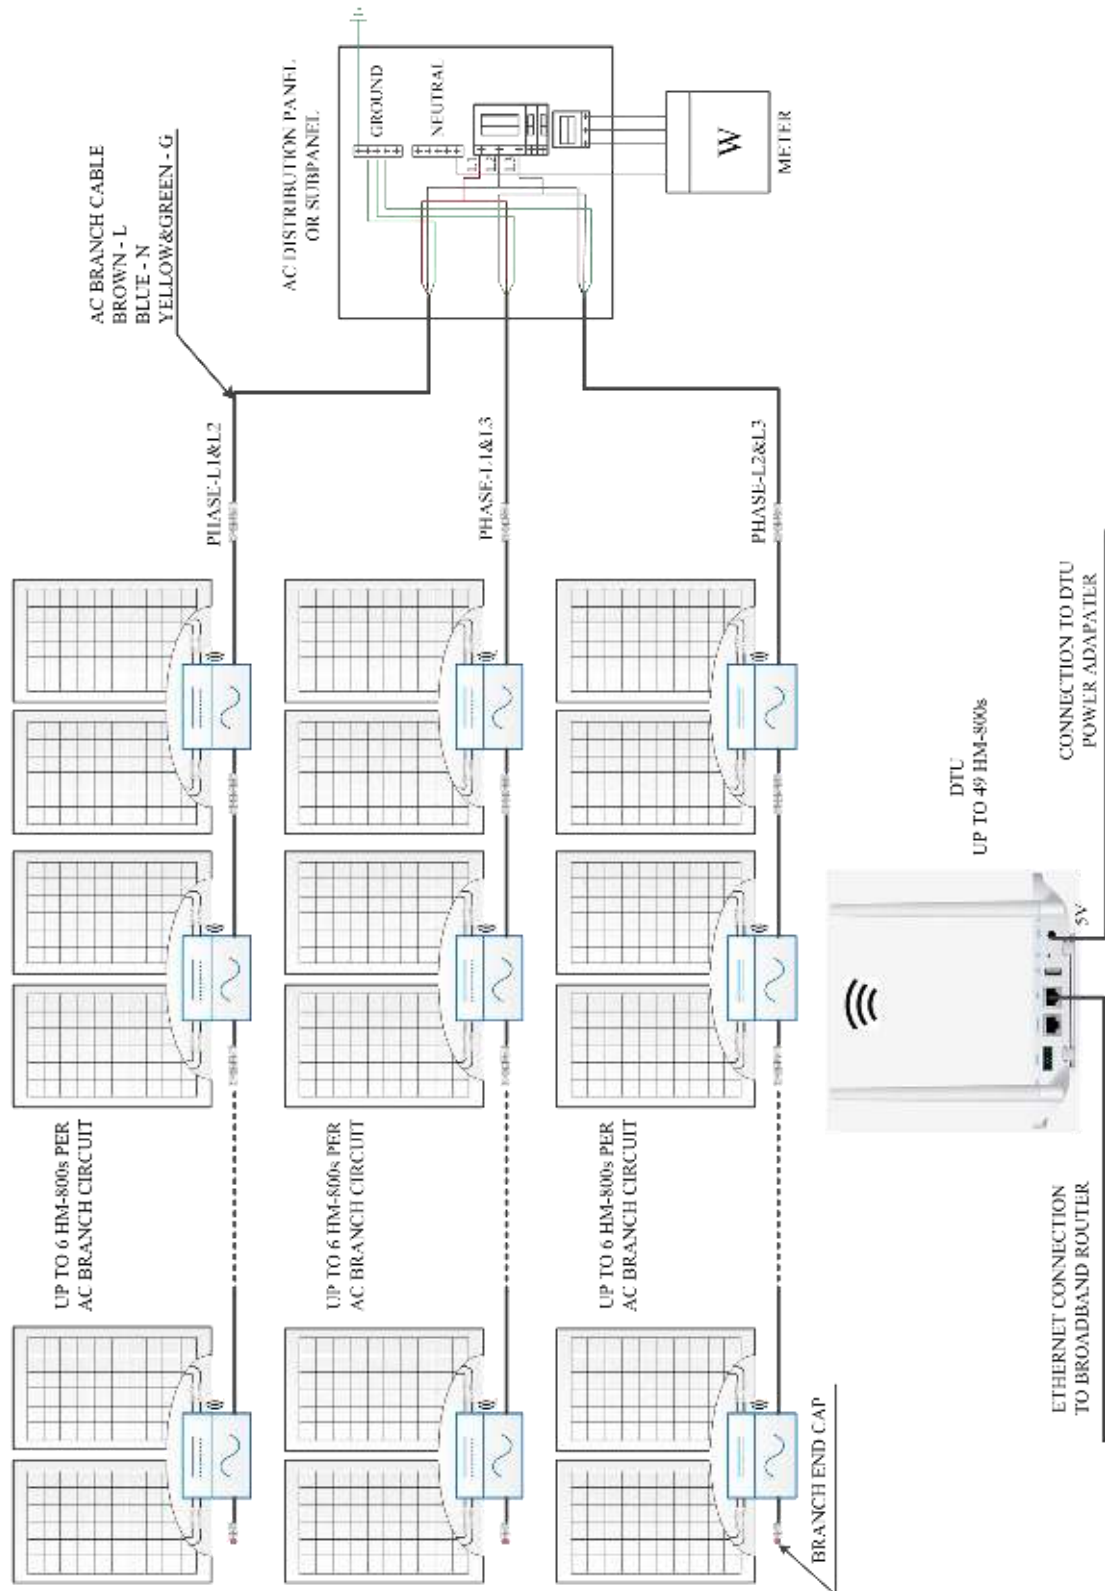 AC BRANCH CABLE
BROWN - L
BLUE - N
YELLOW&GREEN - G
AC DISTRIBUTION PANEL
OR SUBPANEL
GROUND
NEUTRAL
L1
L2
L3
W
METER
PHASE-L1&L2
PHASE-L1&L3
PHASE-L2&L3
UP TO 6 HM-800s PER
AC BRANCH CIRCUIT
UP TO 6 HM-800s PER
AC BRANCH CIRCUIT
UP TO 6 HM-800s PER
AC BRANCH CIRCUIT
BRANCH END CAP
DTU
UP TO 49 HM-800s
5V
CONNECTION TO DTU
POWER ADAPATER
ETHERNET CONNECTION
TO BROADBAND ROUTER